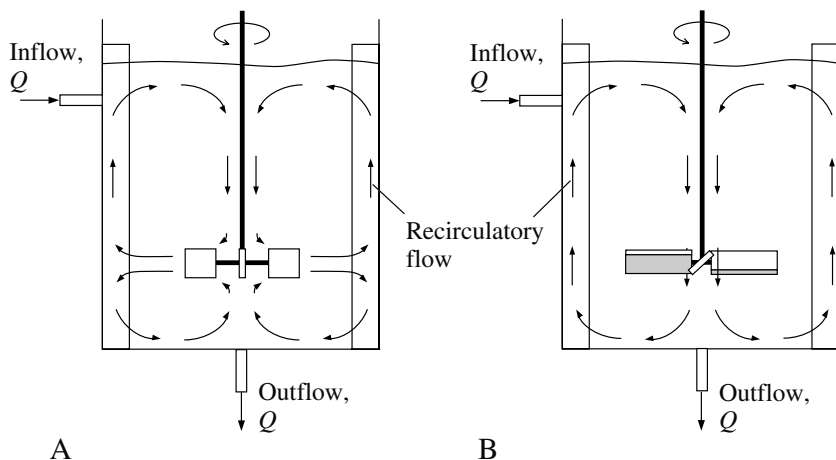 Inflow,
Q
Inflow,
Q
Recirculatory
flow
Outflow,
Q
Outflow,
Q
A
B